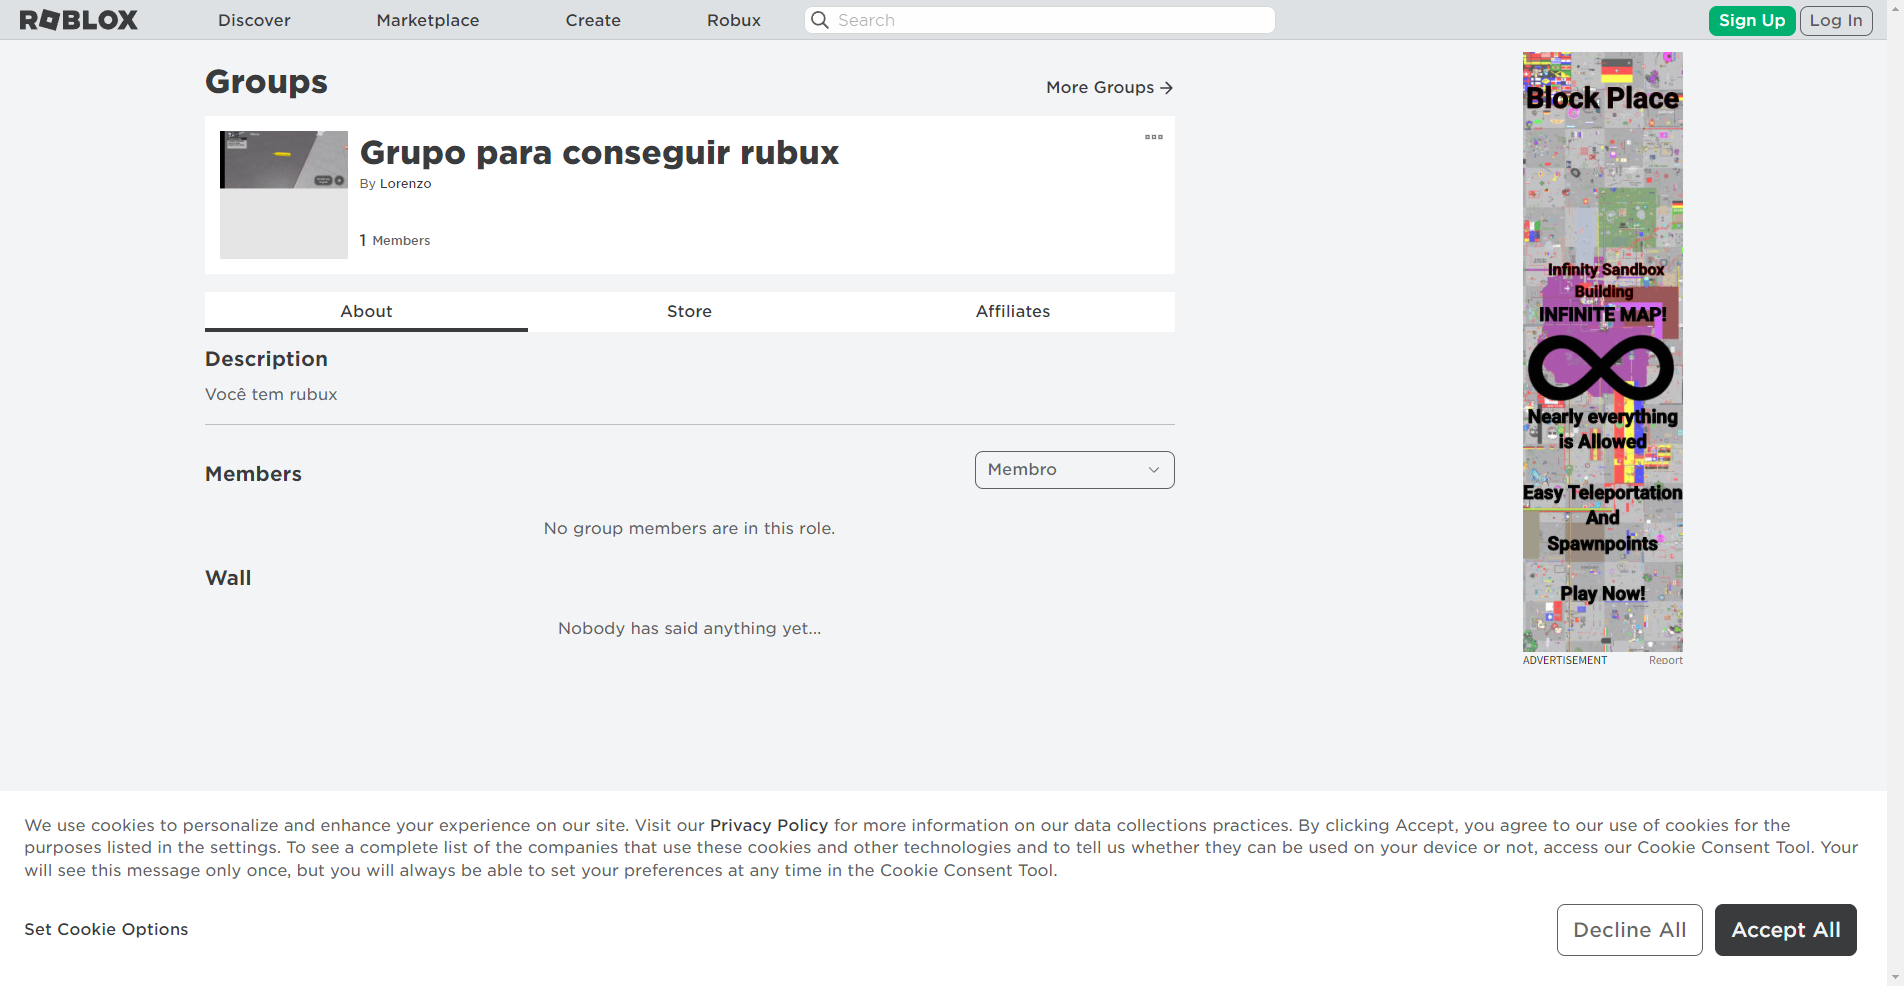 ROBLOX
Discover
Marketplace
Create
Robux
Search
Sign Up
Log In
Groups
More Groups
Grupo para conseguir rubux
By Lorenzo
1 Members
About
Store
Affiliates
Description
Você tem rubux
Members
Membro
No group members are in this role.
Wall
Nobody has said anything yet...
Block Place
Infinity Sandbox
Building
INFINITE MAP!
Nearly everything
is Allowed
Easy Teleportation
And
Spawnpoints
Play Now!
ADVERTISEMENT
Report
We use cookies to personalize and enhance your experience on our site. Visit our Privacy Policy for more information on our data collections practices. By clicking Accept, you agree to our use of cookies for the
purposes listed in the settings. To see a complete list of the companies that use these cookies and other technologies and to tell us whether they can be used on your device or not, access our Cookie Consent Tool. Your
will see this message only once, but you will always be able to set your preferences at any time in the Cookie Consent Tool.
Set Cookie Options
Decline All
Accept All